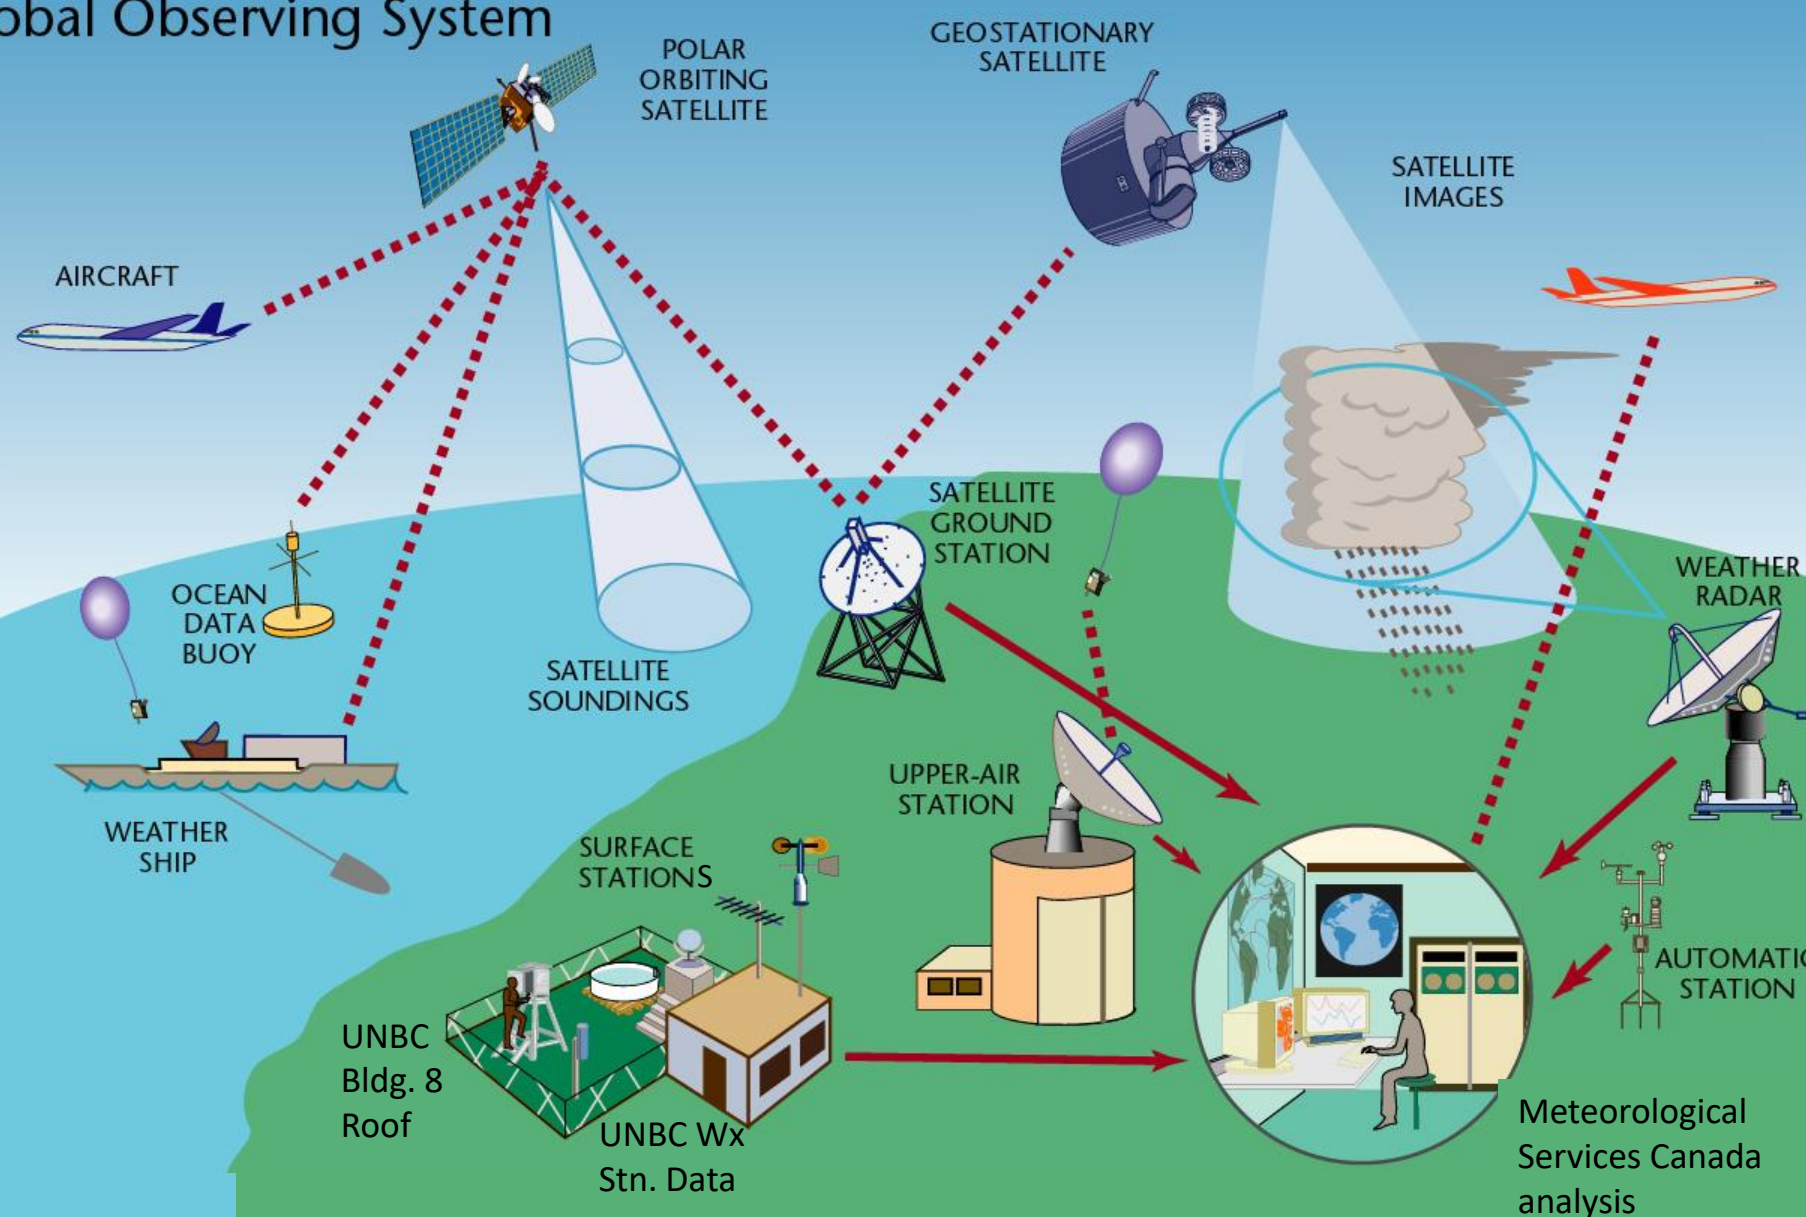 obal Observing System
POLAR
ORBITING
SATELLITE
GEOSTATIONARY
SATELLITE
SATELLITE
IMAGES
AIRCRAFT
SATELLITE
GROUND
STATION
WEATHER
RADAR
OCEAN
DATA
BUOY
SATELLITE
SOUNDINGS
UPPER-AIR
STATION
WEATHER
SHIP
SURFACE
STATIONS
AUTOMATIC
STATION
UNBC
Bldg. 8
Roof
UNBC Wx
Stn. Data
Meteorological
Services Canada
analysis